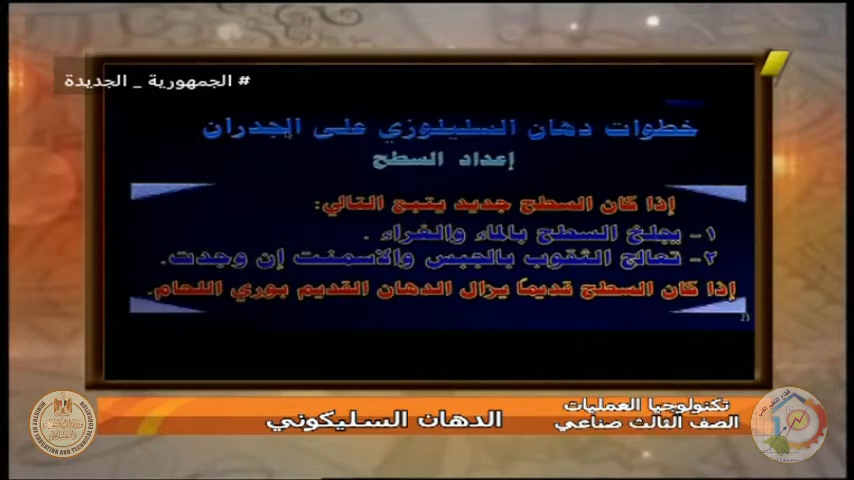 # الجمهورية _ الجديدة
خطوات دهان السليلوزي على الجدران
إعداد السطح
إذا كان السطح جديد يتبع التالي:
١- يجلخ السطح بالماء والغراء .
٢- تعالج الثقوب بالجبس والاسمنت إن وجدت.
إذا كان السطح قديما يزال الدهان القديم بوري اللحام.
23
تكنولوجيا العمليات
الصف الثالث صناعي
الدهان السليكوني